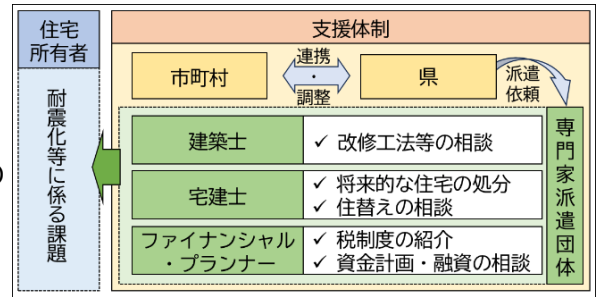 住宅
所有者
耐震化等に係る課題
支援体制
市町村
連携
・
調整
県
派遣
依頼
建築士
✓ 改修工法等の相談
宅建士
✓ 将来的な住宅の処分
✓ 住替えの相談
ファイナンシャル
・プランナー
✓ 税制度の紹介
✓ 資金計画・融資の相談
専門家派遣団体